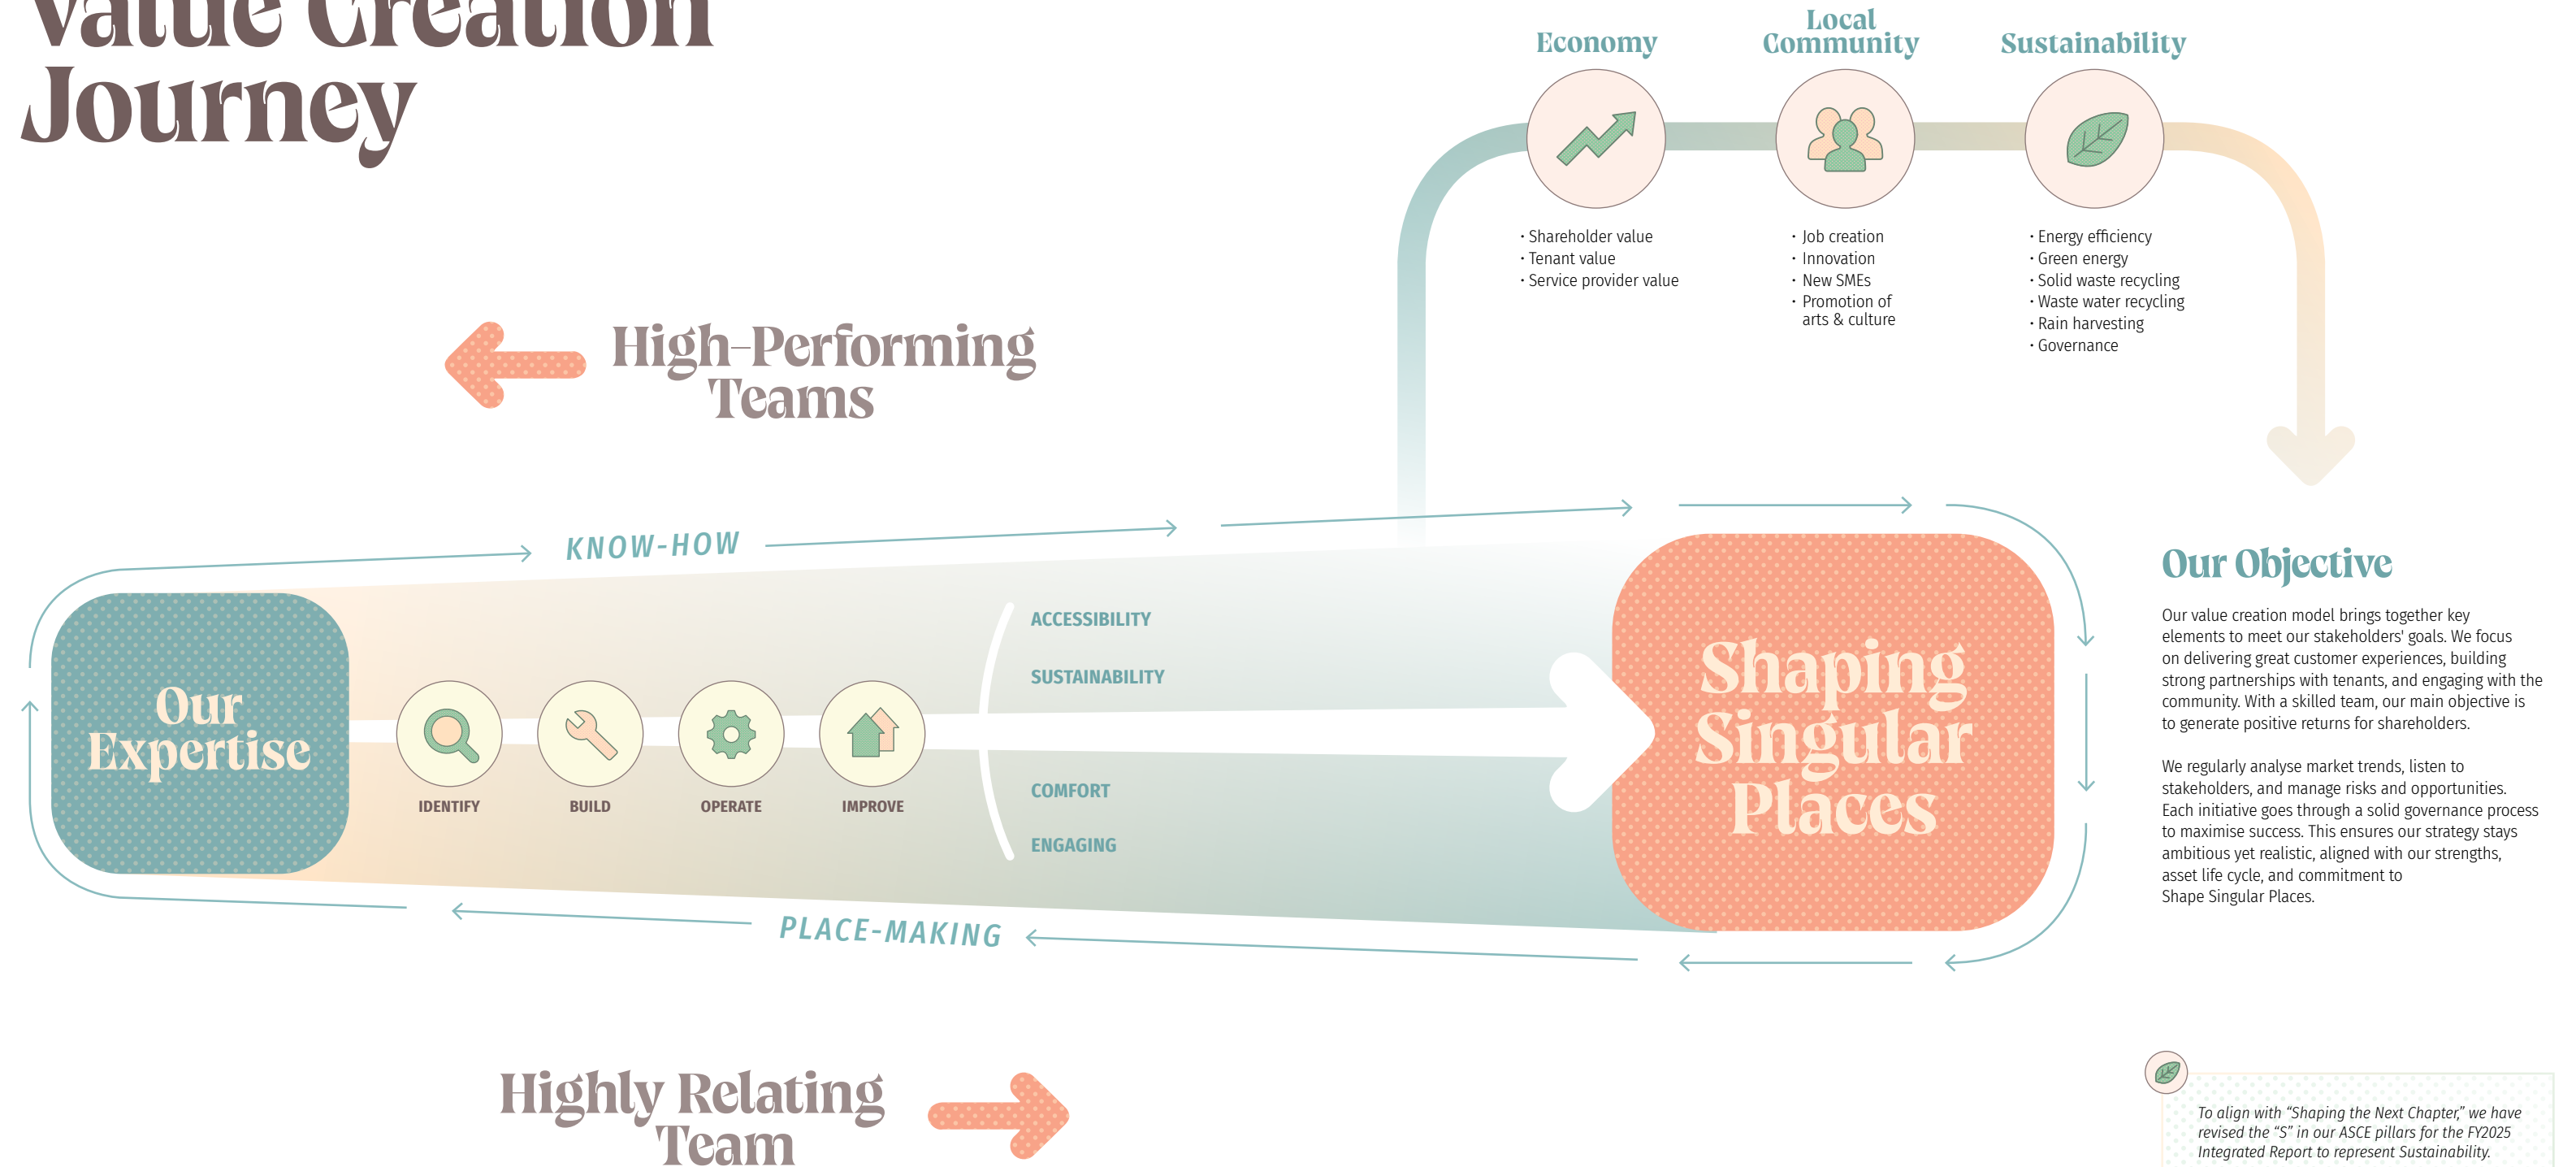 Value Creation
Journey
Economy
Local
Community
Sustainability
• Shareholder value
• Tenant value
• Service provider value
• Job creation
• Innovation
• New SMEs
• Promotion of
arts & culture
• Energy efficiency
• Green energy
• Solid waste recycling
• Waste water recycling
• Rain harvesting
• Governance
High-Performing
Teams
KNOW-HOW
Our
Expertise
IDENTIFY
BUILD
OPERATE
IMPROVE
ACCESSIBILITY
SUSTAINABILITY
COMFORT
ENGAGING
Shaping
Singular
Places
PLACE-MAKING
Our Objective
Our value creation model brings together key
elements to meet our stakeholders' goals. We focus
on delivering great customer experiences, building
strong partnerships with tenants, and engaging with the
community. With a skilled team, our main objective is
to generate positive returns for shareholders.
We regularly analyse market trends, listen to
stakeholders, and manage risks and opportunities.
Each initiative goes through a solid governance process
to maximise success. This ensures our strategy stays
ambitious yet realistic, aligned with our strengths,
asset life cycle, and commitment to
Shape Singular Places.
Highly Relating
Team
To align with “Shaping the Next Chapter,” we have
revised the “S” in our ASCE pillars for the FY2025
Integrated Report to represent Sustainability.